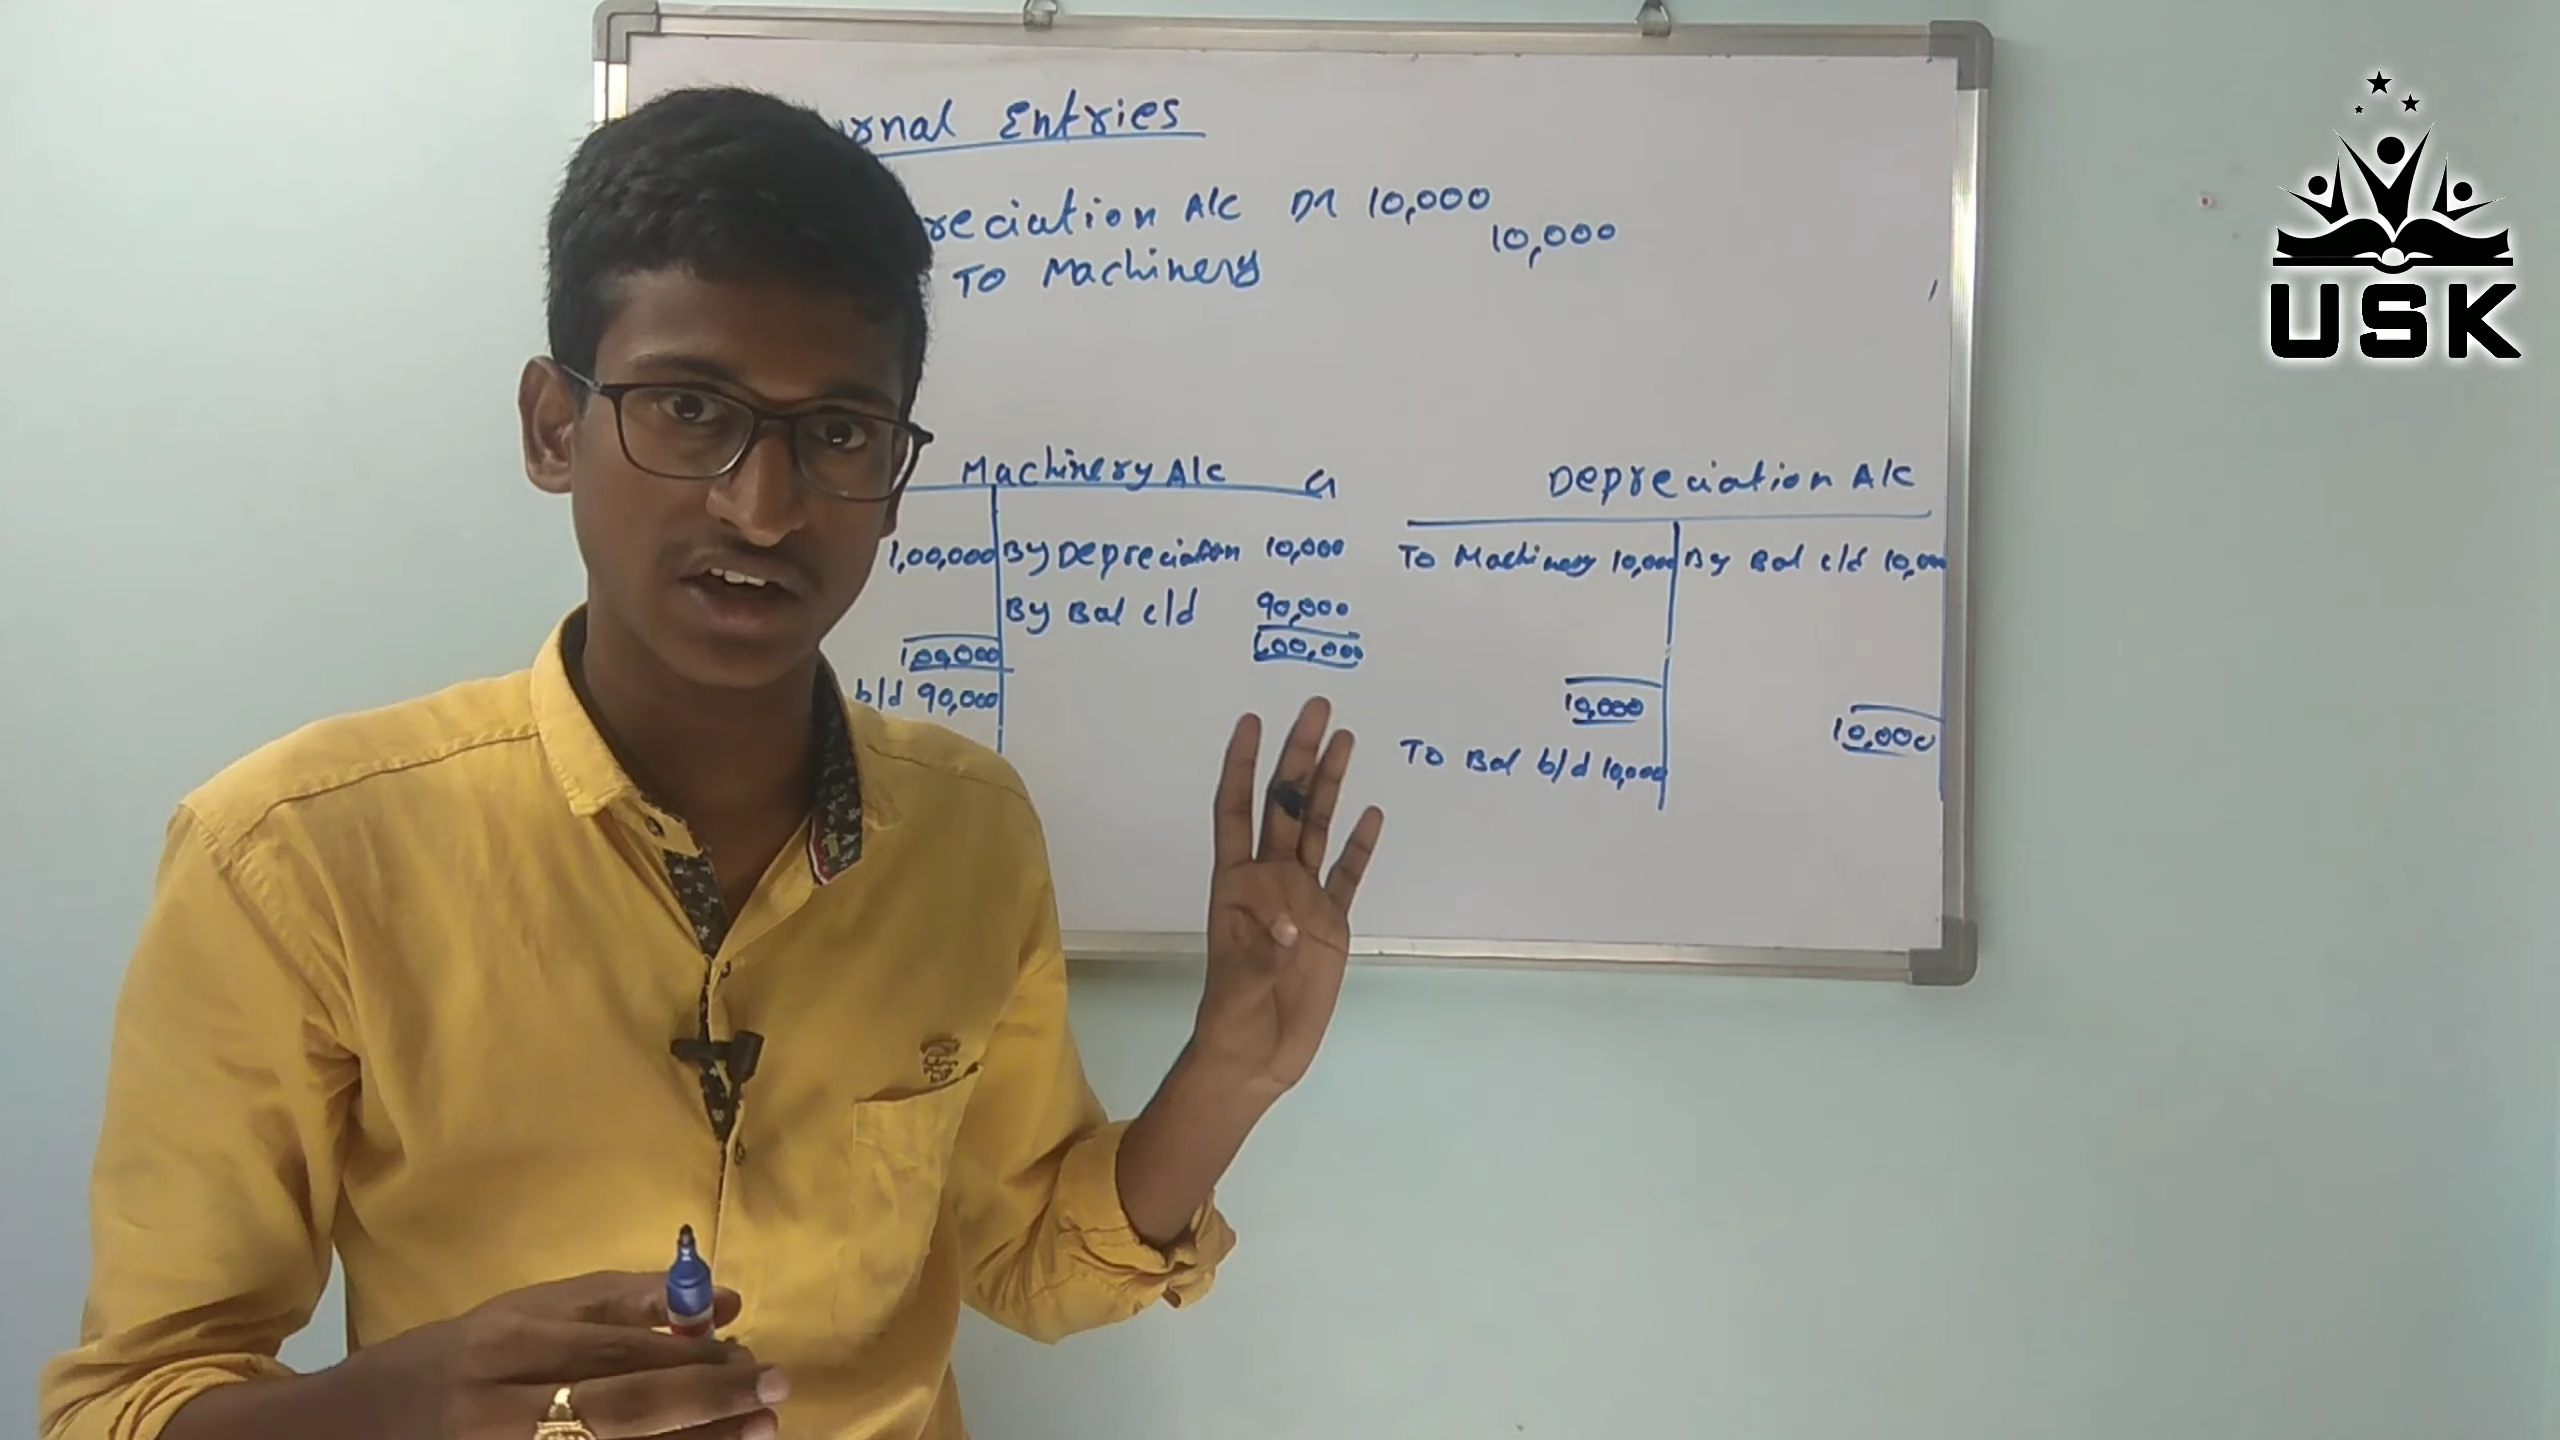 urnal Entries
reciation A/c Dr 10,000
10,000
To Machinery
Machinery A/c Cr
1,00,000 By Depreciation 10,000
By Bal c/d 90,000
1,00,000 1,00,000
b/d 90,000
Depreciation A/c
To Machinery 10,000 By Bal c/d 10,000
10,000 10,000
To Bal b/d 10,000
USK